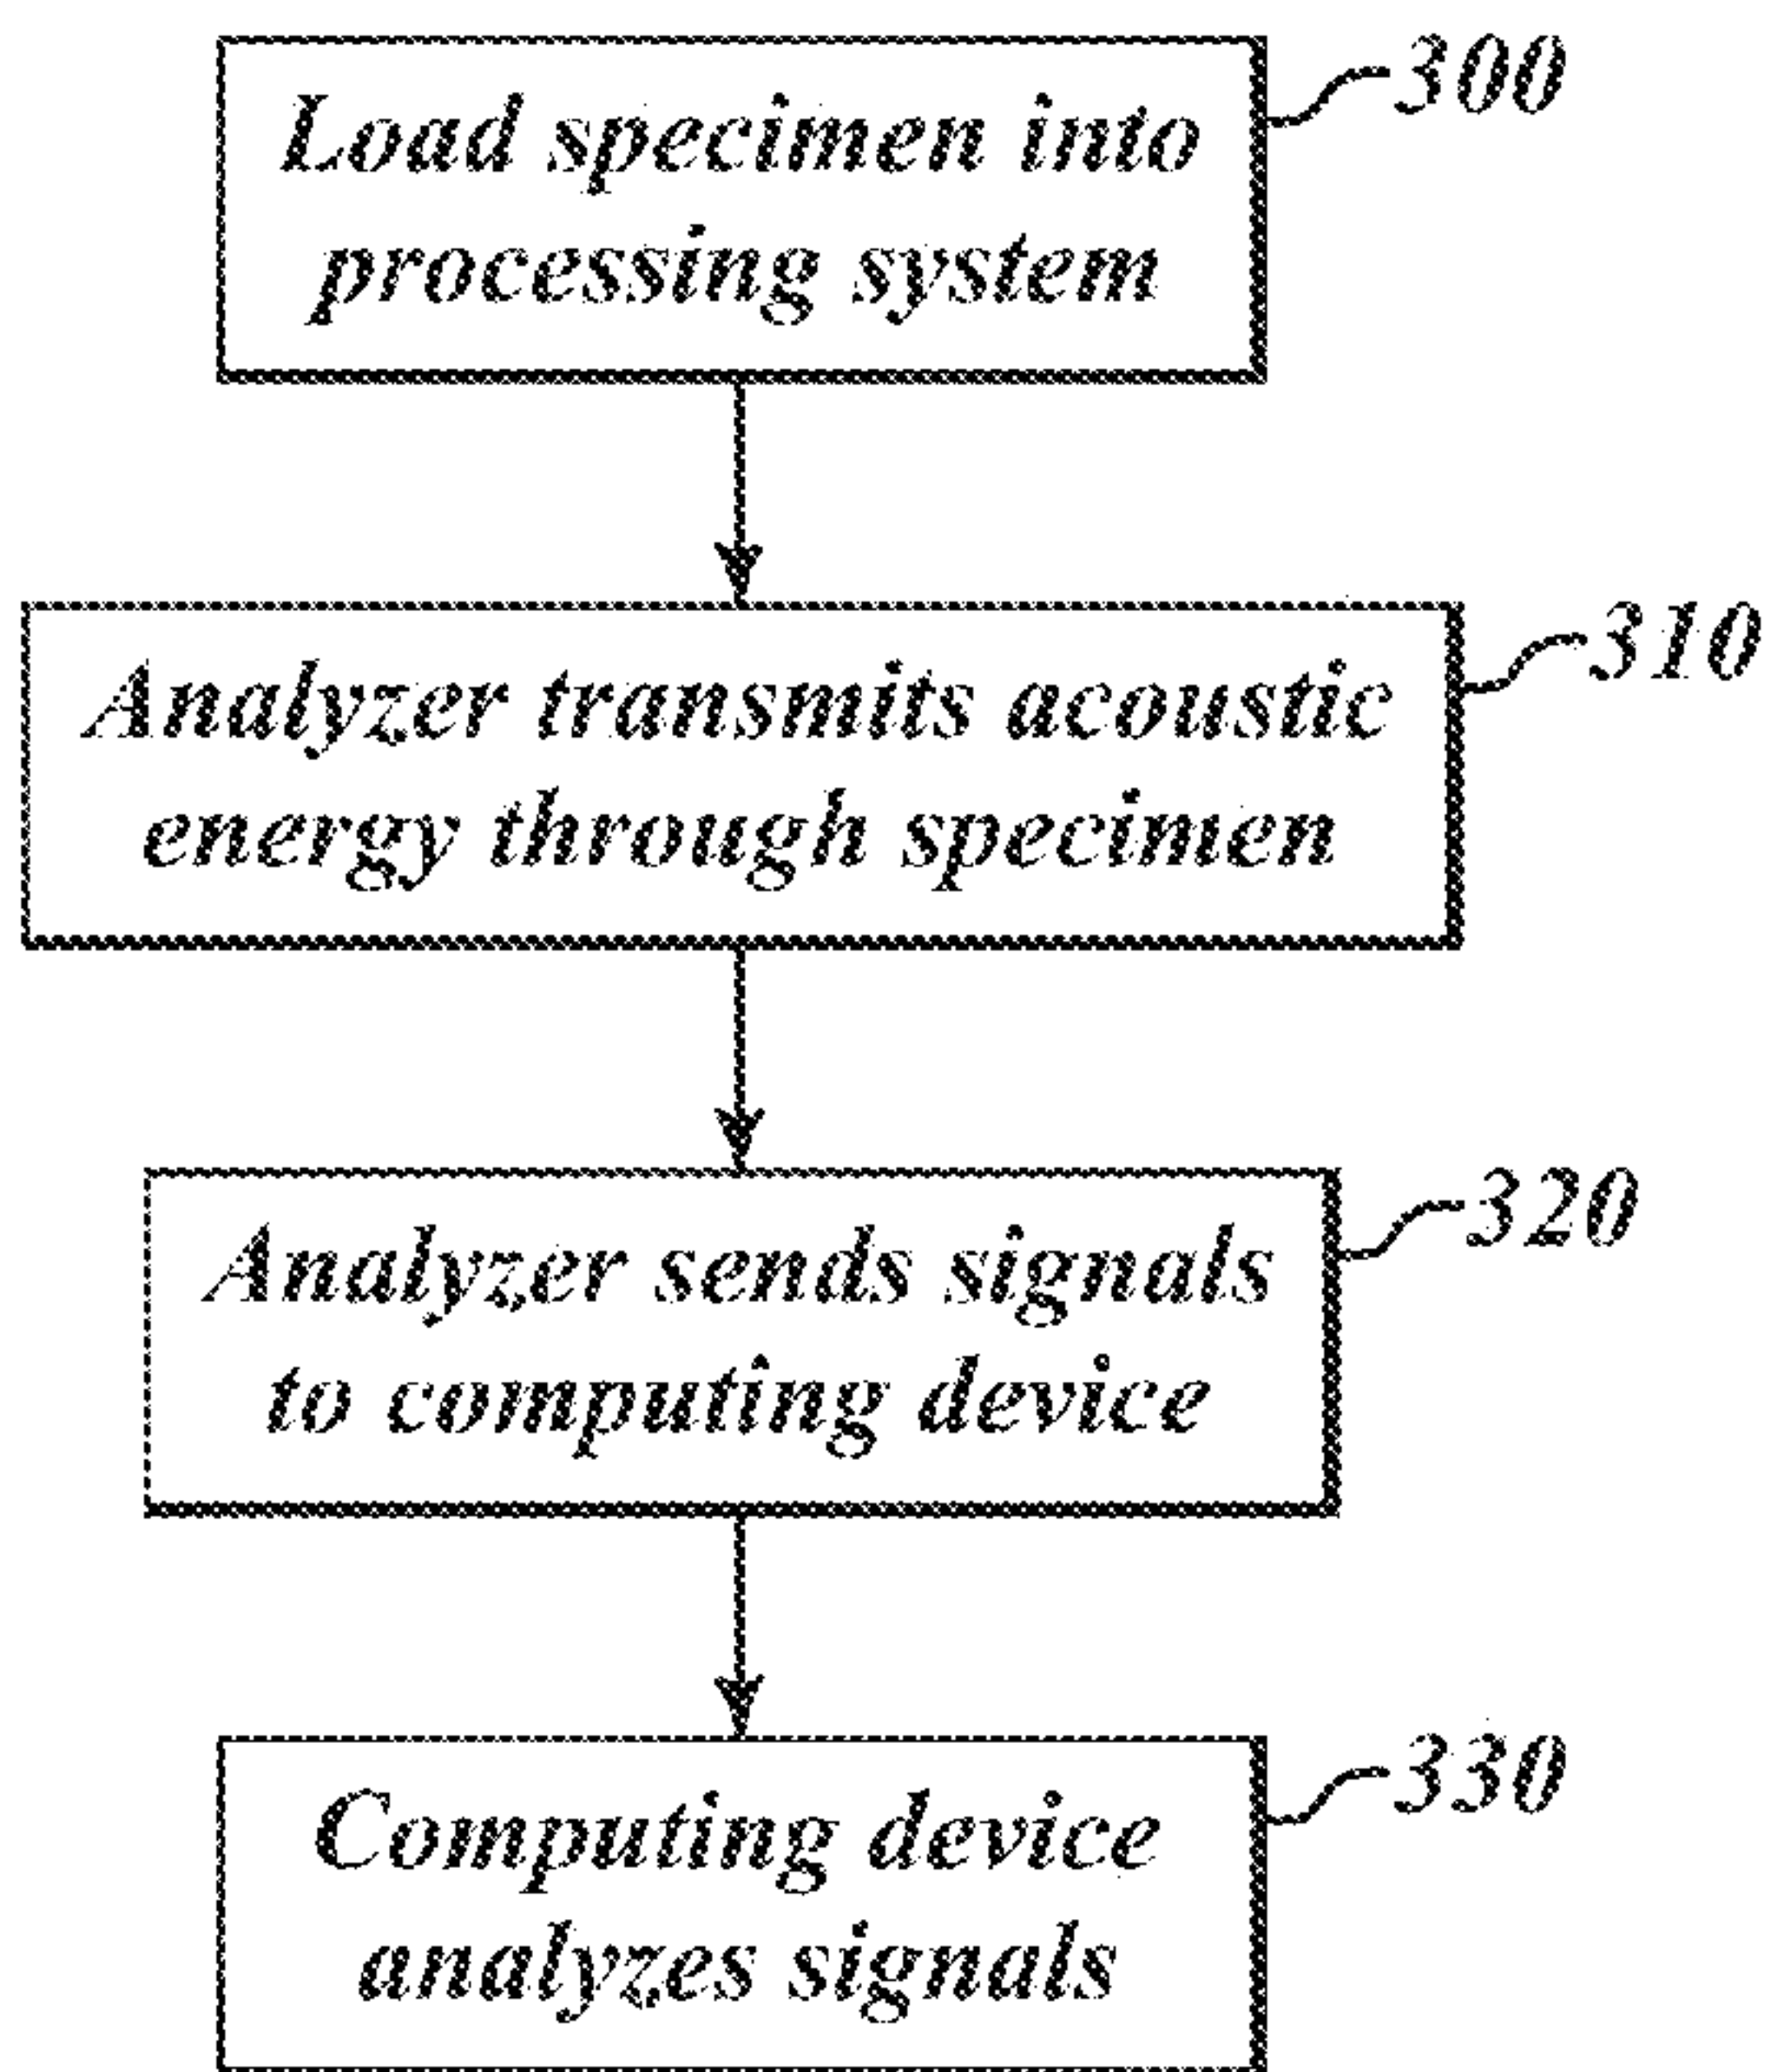 Load specimen into
processing system
300
Analyzer transmits acoustic
energy through specimen
310
Analyzer sends signals
to computing device
320
Computing device
analyzes signals
330